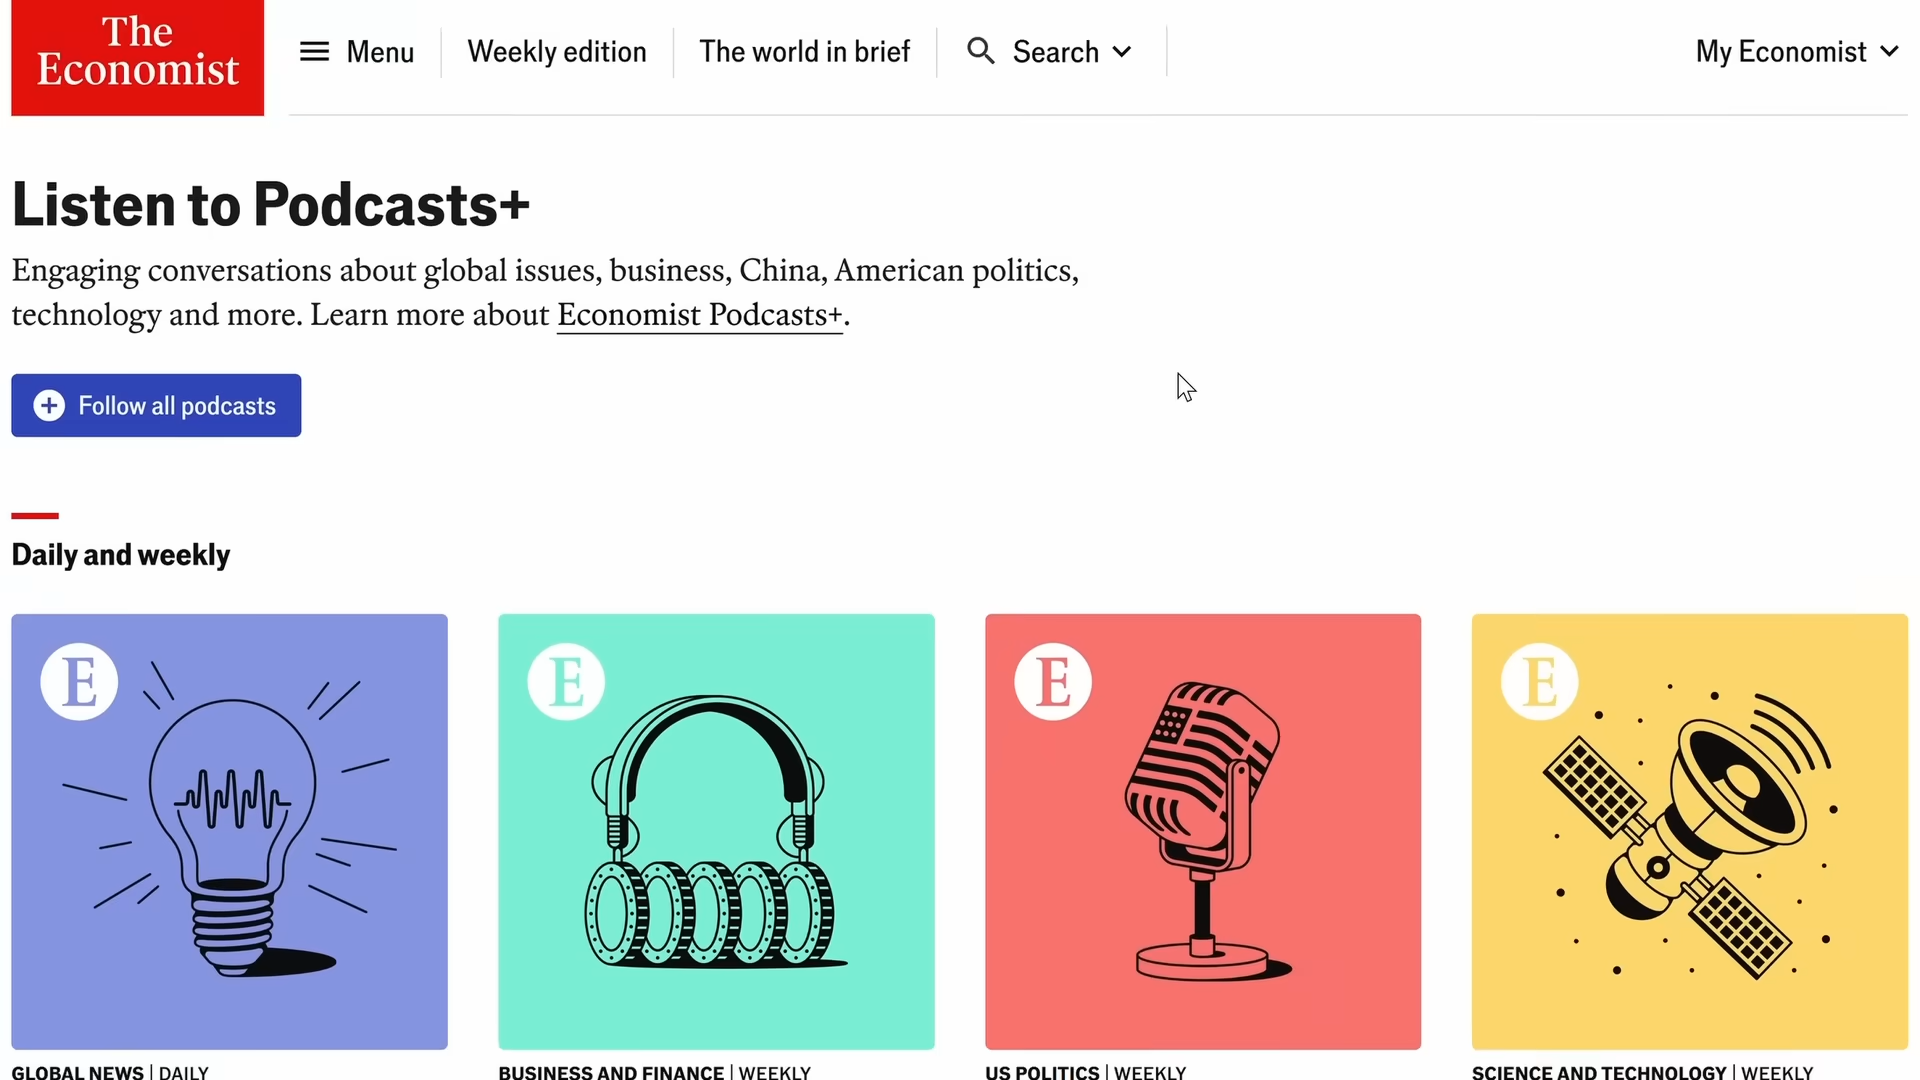 The
Economist
Menu
Weekly edition
The world in brief
Search
My Economist
Listen to Podcasts+
Engaging conversations about global issues, business, China, American politics,
technology and more. Learn more about Economist Podcasts+.
Follow all podcasts
Daily and weekly
E
E
E
E
GLOBAL NEWS | DAILY
BUSINESS AND FINANCE | WEEKLY
US POLITICS | WEEKLY
SCIENCE AND TECHNOLOGY | WEEKLY